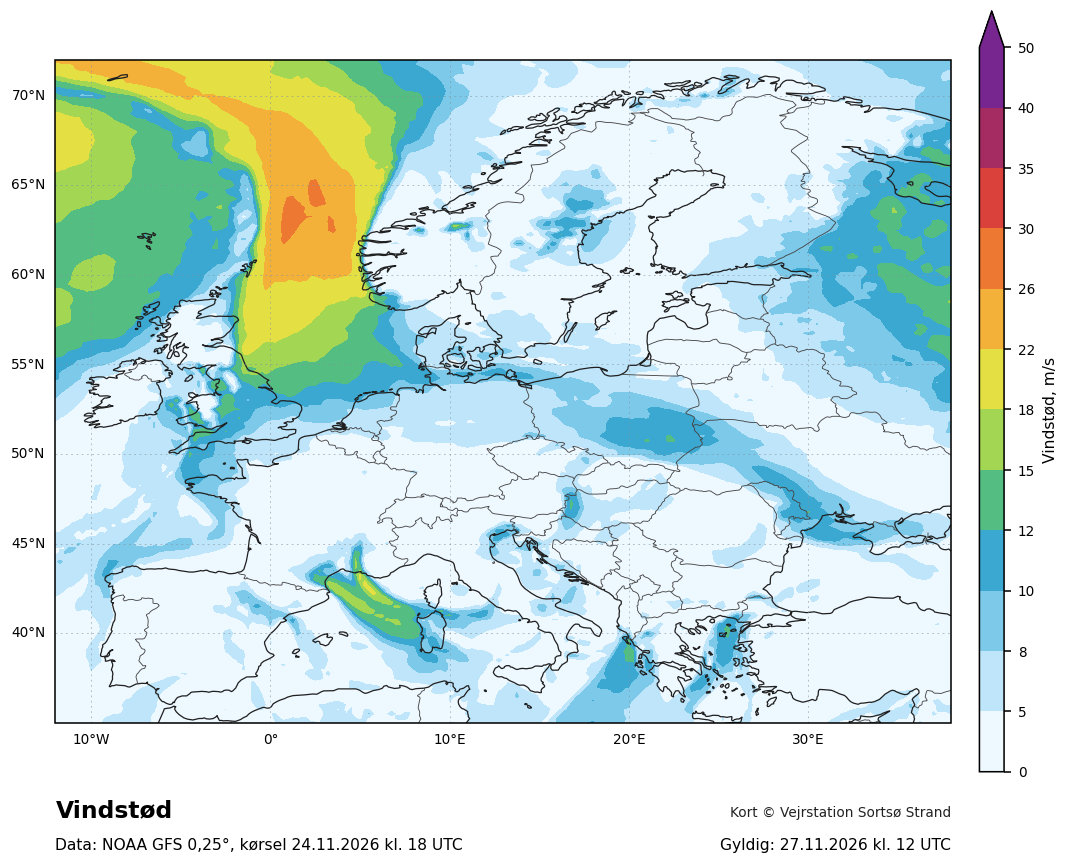 70°N
65°N
60°N
55°N
50°N
45°N
40°N
10°W
0°
10°E
20°E
30°E
50
40
35
30
26
22
18
15
12
10
8
5
0
Vindstød, m/s
Vindstød
Kort © Vejrstation Sortsø Strand
Data: NOAA GFS 0,25°, kørsel 24.11.2026 kl. 18 UTC
Gyldig: 27.11.2026 kl. 12 UTC